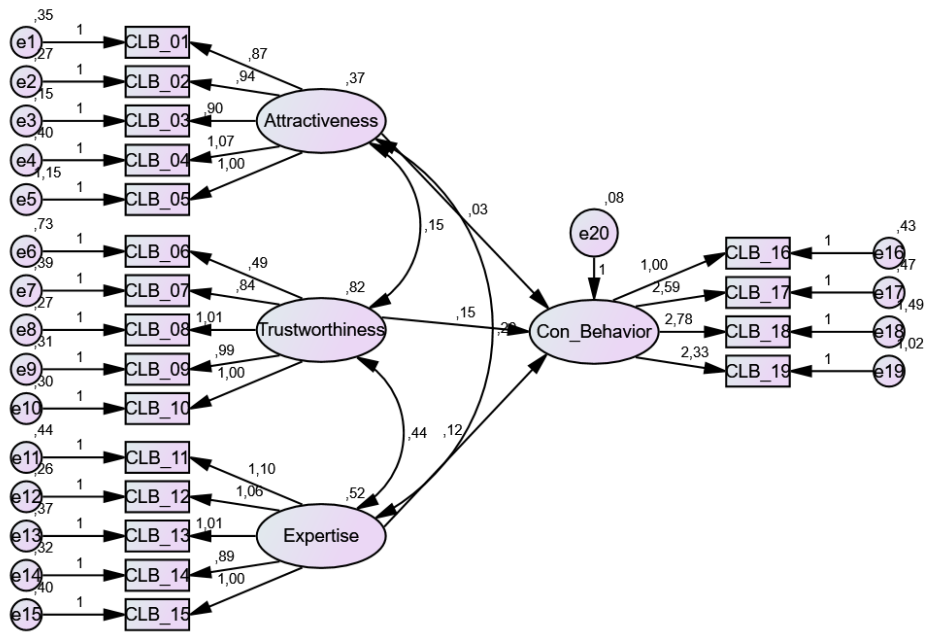 ,35
e1 1 CLB_01
,87
,27
e2 1 CLB_02
,94
,37
,15
e3 1 CLB_03
,90
Attractiveness
,40
e4 1 CLB_04
1,07
1,15
e5 1 CLB_05
1,00
,03
,15
,08
e20
1
,73
e6 1 CLB_06
,49
,39
e7 1 CLB_07
,84
,82
,27
e8 1 CLB_08
1,01
Trustworthiness
,15
Con_Behavior
,31
e9 1 CLB_09
,99
,30
e10 1 CLB_10
1,00
,43
1,00
CLB_16 1 e16
,47
2,59
CLB_17 1 e17
1,49
2,78
CLB_18 1 e18
1,02
2,33
CLB_19 1 e19
,44
,12
,44
e11 1 CLB_11
1,10
,26
e12 1 CLB_12
1,06
,52
,37
e13 1 CLB_13
1,01
Expertise
,32
e14 1 CLB_14
,89
,40
e15 1 CLB_15
1,00